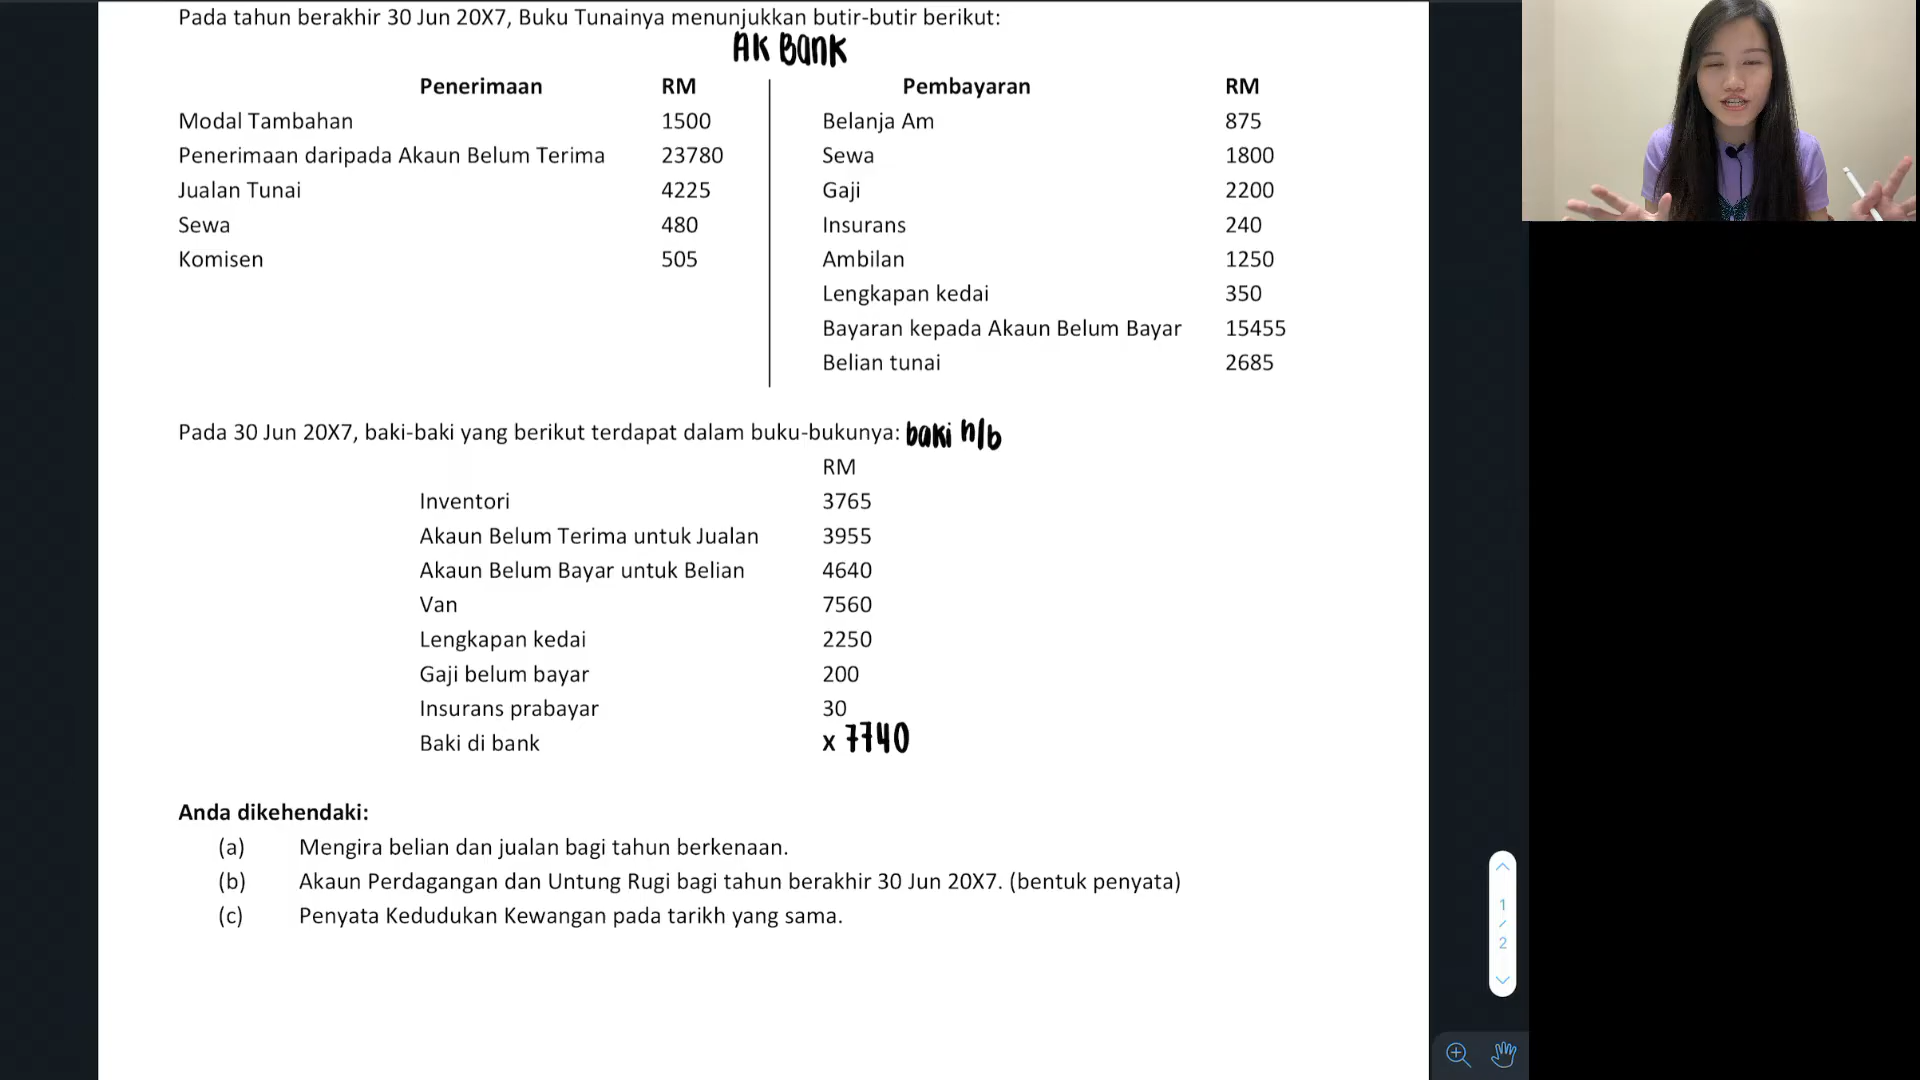 Pada tahun berakhir 30 Jun 20X7, Buku Tunainya menunjukkan butir-butir berikut:
AK BANK
Penerimaan RM Pembayaran RM
Modal Tambahan 1500 Belanja Am 875
Penerimaan daripada Akaun Belum Terima 23780 Sewa 1800
Jualan Tunai 4225 Gaji 2200
Sewa 480 Insurans 240
Komisen 505 Ambilan 1250
Lengkapan kedai 350
Bayaran kepada Akaun Belum Bayar 15455
Belian tunai 2685
Pada 30 Jun 20X7, baki-baki yang berikut terdapat dalam buku-bukunya: baki h/b
RM
Inventori 3765
Akaun Belum Terima untuk Jualan 3955
Akaun Belum Bayar untuk Belian 4640
Van 7560
Lengkapan kedai 2250
Gaji belum bayar 200
Insurans prabayar 30
Baki di bank x 7740
Anda dikehendaki:
(a) Mengira belian dan jualan bagi tahun berkenaan.
(b) Akaun Perdagangan dan Untung Rugi bagi tahun berakhir 30 Jun 20X7. (bentuk penyata)
(c) Penyata Kedudukan Kewangan pada tarikh yang sama.
1
/
2